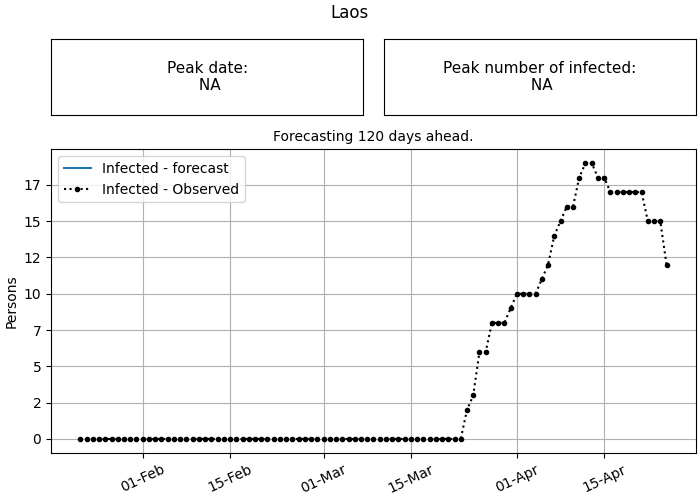 Laos
Peak date:
NA
Peak number of infected:
NA
Forecasting 120 days ahead.
Infected - forecast
Infected - Observed
Persons
17
15
12
10
7
5
2
0
01-Feb
15-Feb
01-Mar
15-Mar
01-Apr
15-Apr